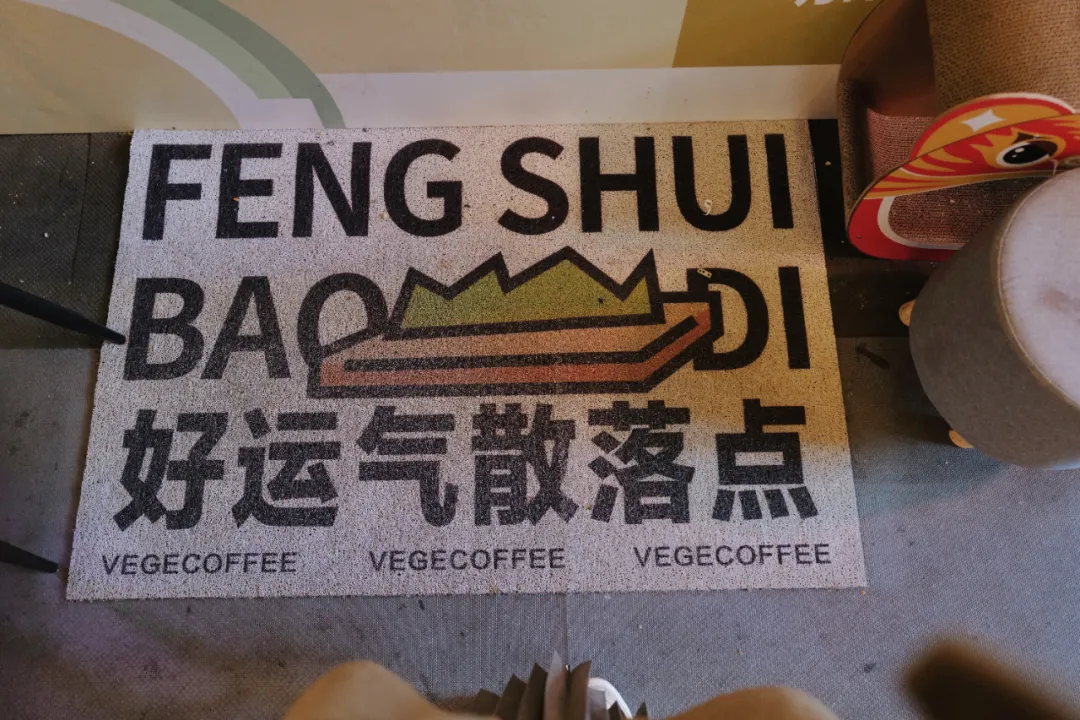 FENG SHUI
BAO DI
好运气散落点
VEGECOFFEE VEGECOFFEE VEGECOFFEE